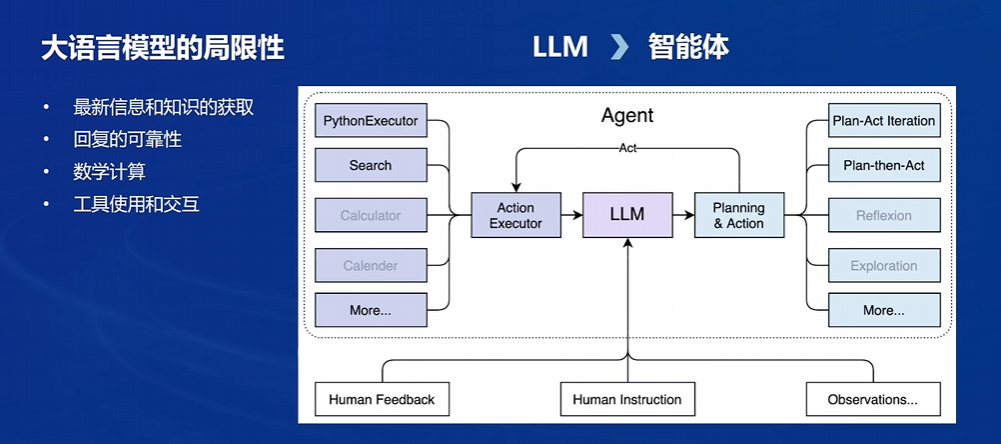 大语言模型的局限性
• 最新信息和知识的获取
• 回复的可靠性
• 数学计算
• 工具使用和交互
LLM 》 智能体
Agent
PythonExecutor
Search
Calculator
Calender
More...
Act
Action
Executor
LLM
Planning
& Action
Plan-Act Iteration
Plan-then-Act
Reflexion
Exploration
More...
Human Feedback
Human Instruction
Observations...